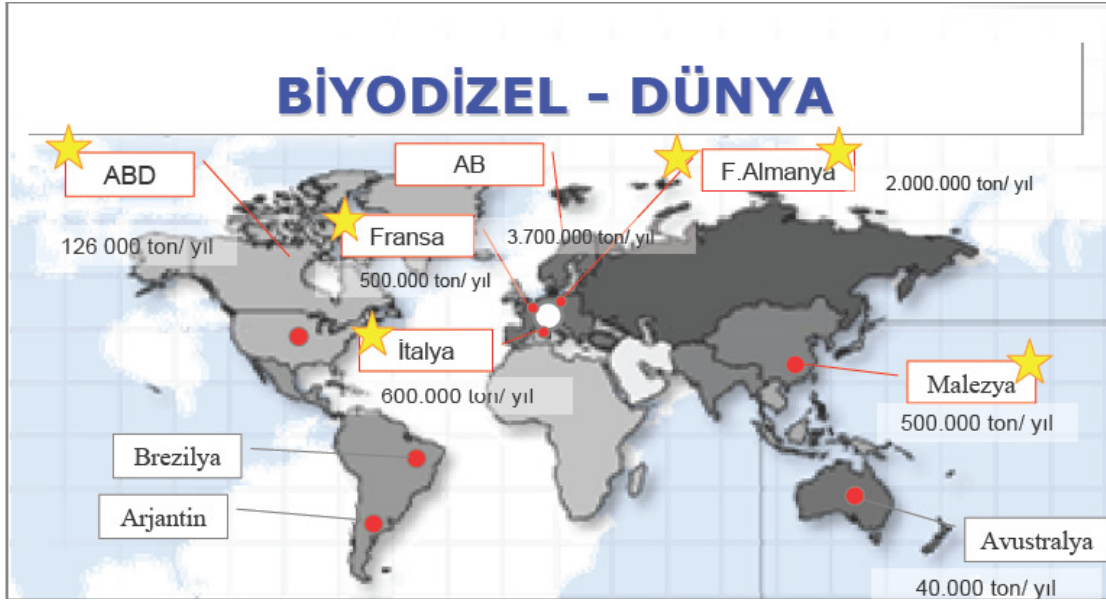 BİYODİZEL - DÜNYA
ABD
126 000 ton/ yıl
AB
3.700.000 ton/ yıl
F.Almanya
2.000.000 ton/ yıl
Fransa
500.000 ton/ yıl
İtalya
600.000 ton/ yıl
Malezya
500.000 ton/ yıl
Brezilya
Arjantin
Avustralya
40.000 ton/ yıl